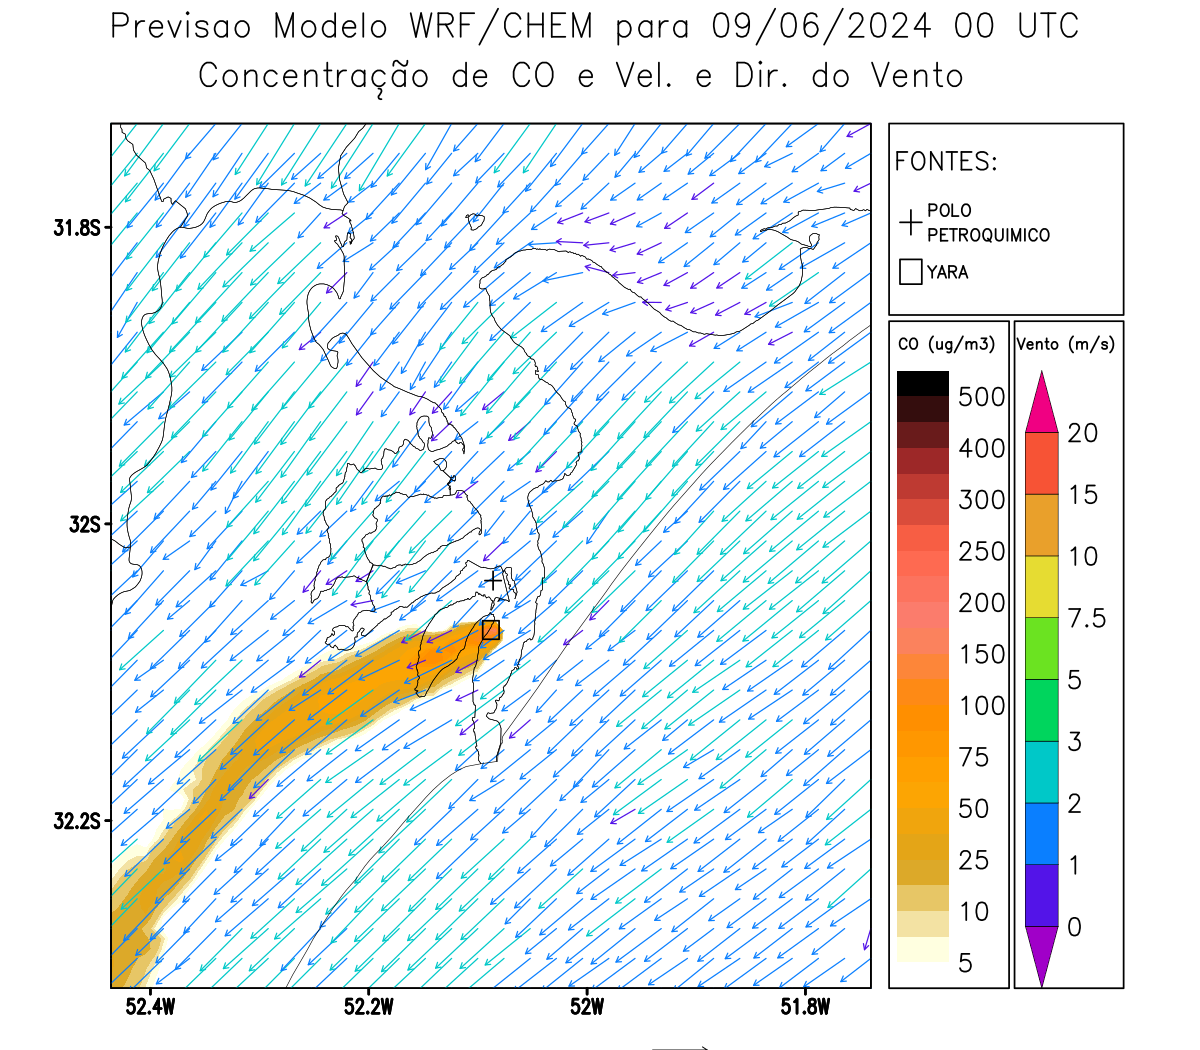 Previsao Modelo WRF/CHEM para 09/06/2024 00 UTC
Concentração de CO e Vel. e Dir. do Vento
FONTES:
POLO
PETROQUIMICO
YARA
CO (ug/m3)
500
400
300
250
200
150
100
75
50
25
10
5
Vento (m/s)
20
15
10
7.5
5
3
2
1
0
31.8S
32S
32.2S
52.4W 52.2W 52W 51.8W